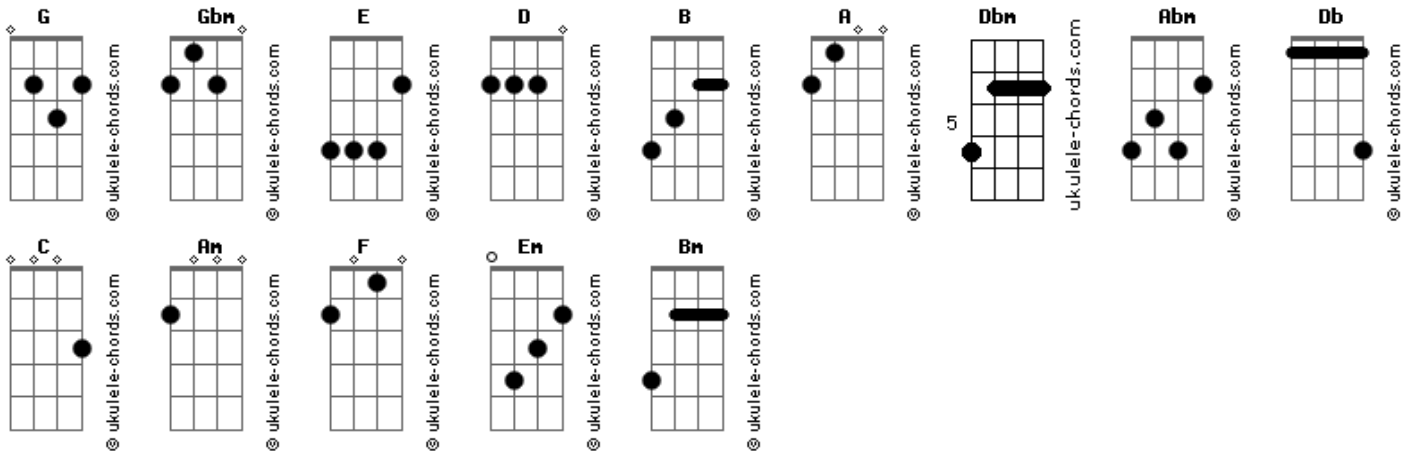 G Gbm E D B A Dbm Abm Db
© ukulele-chords.com © ukulele-chords.com © ukulele-chords.com © ukulele-chords.com © ukulele-chords.com © ukulele-chords.com ukulele-chords.com © ukulele-chords.com © ukulele-chords.com
5
C Am F Em Bm
© ukulele-chords.com © ukulele-chords.com © ukulele-chords.com © ukulele-chords.com © ukulele-chords.com